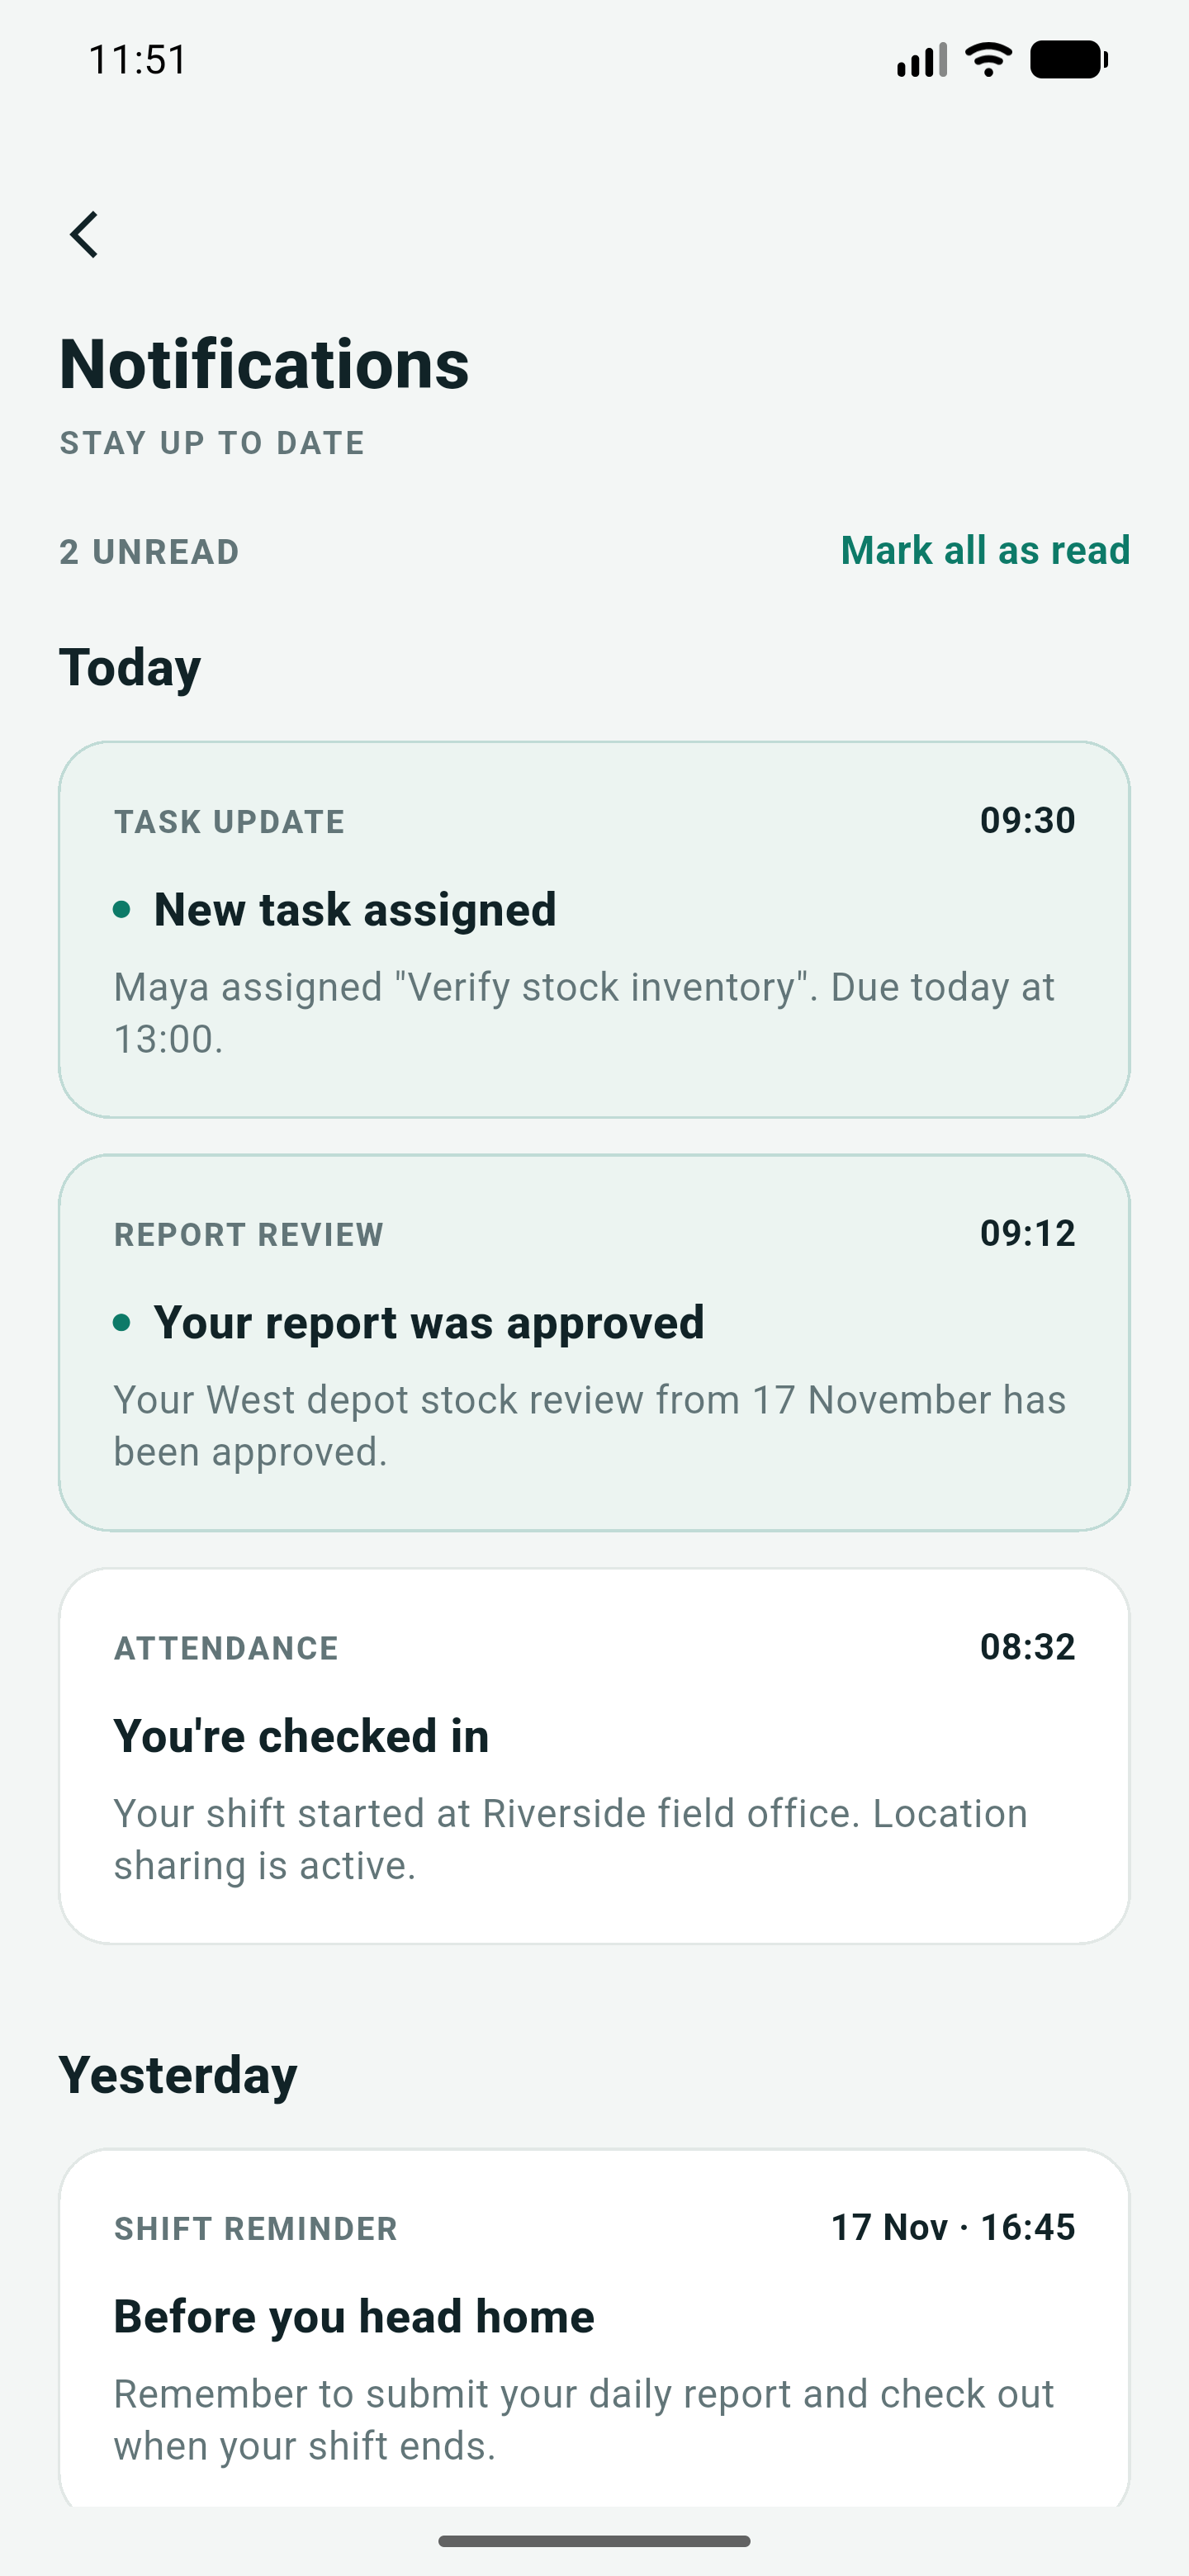 11:51
Notifications
STAY UP TO DATE
2 UNREAD
Mark all as read
Today
TASK UPDATE
09:30
New task assigned
Maya assigned "Verify stock inventory". Due today at
13:00.
REPORT REVIEW
09:12
Your report was approved
Your West depot stock review from 17 November has
been approved.
ATTENDANCE
08:32
You're checked in
Your shift started at Riverside field office. Location
sharing is active.
Yesterday
SHIFT REMINDER
17 Nov · 16:45
Before you head home
Remember to submit your daily report and check out
when your shift ends.